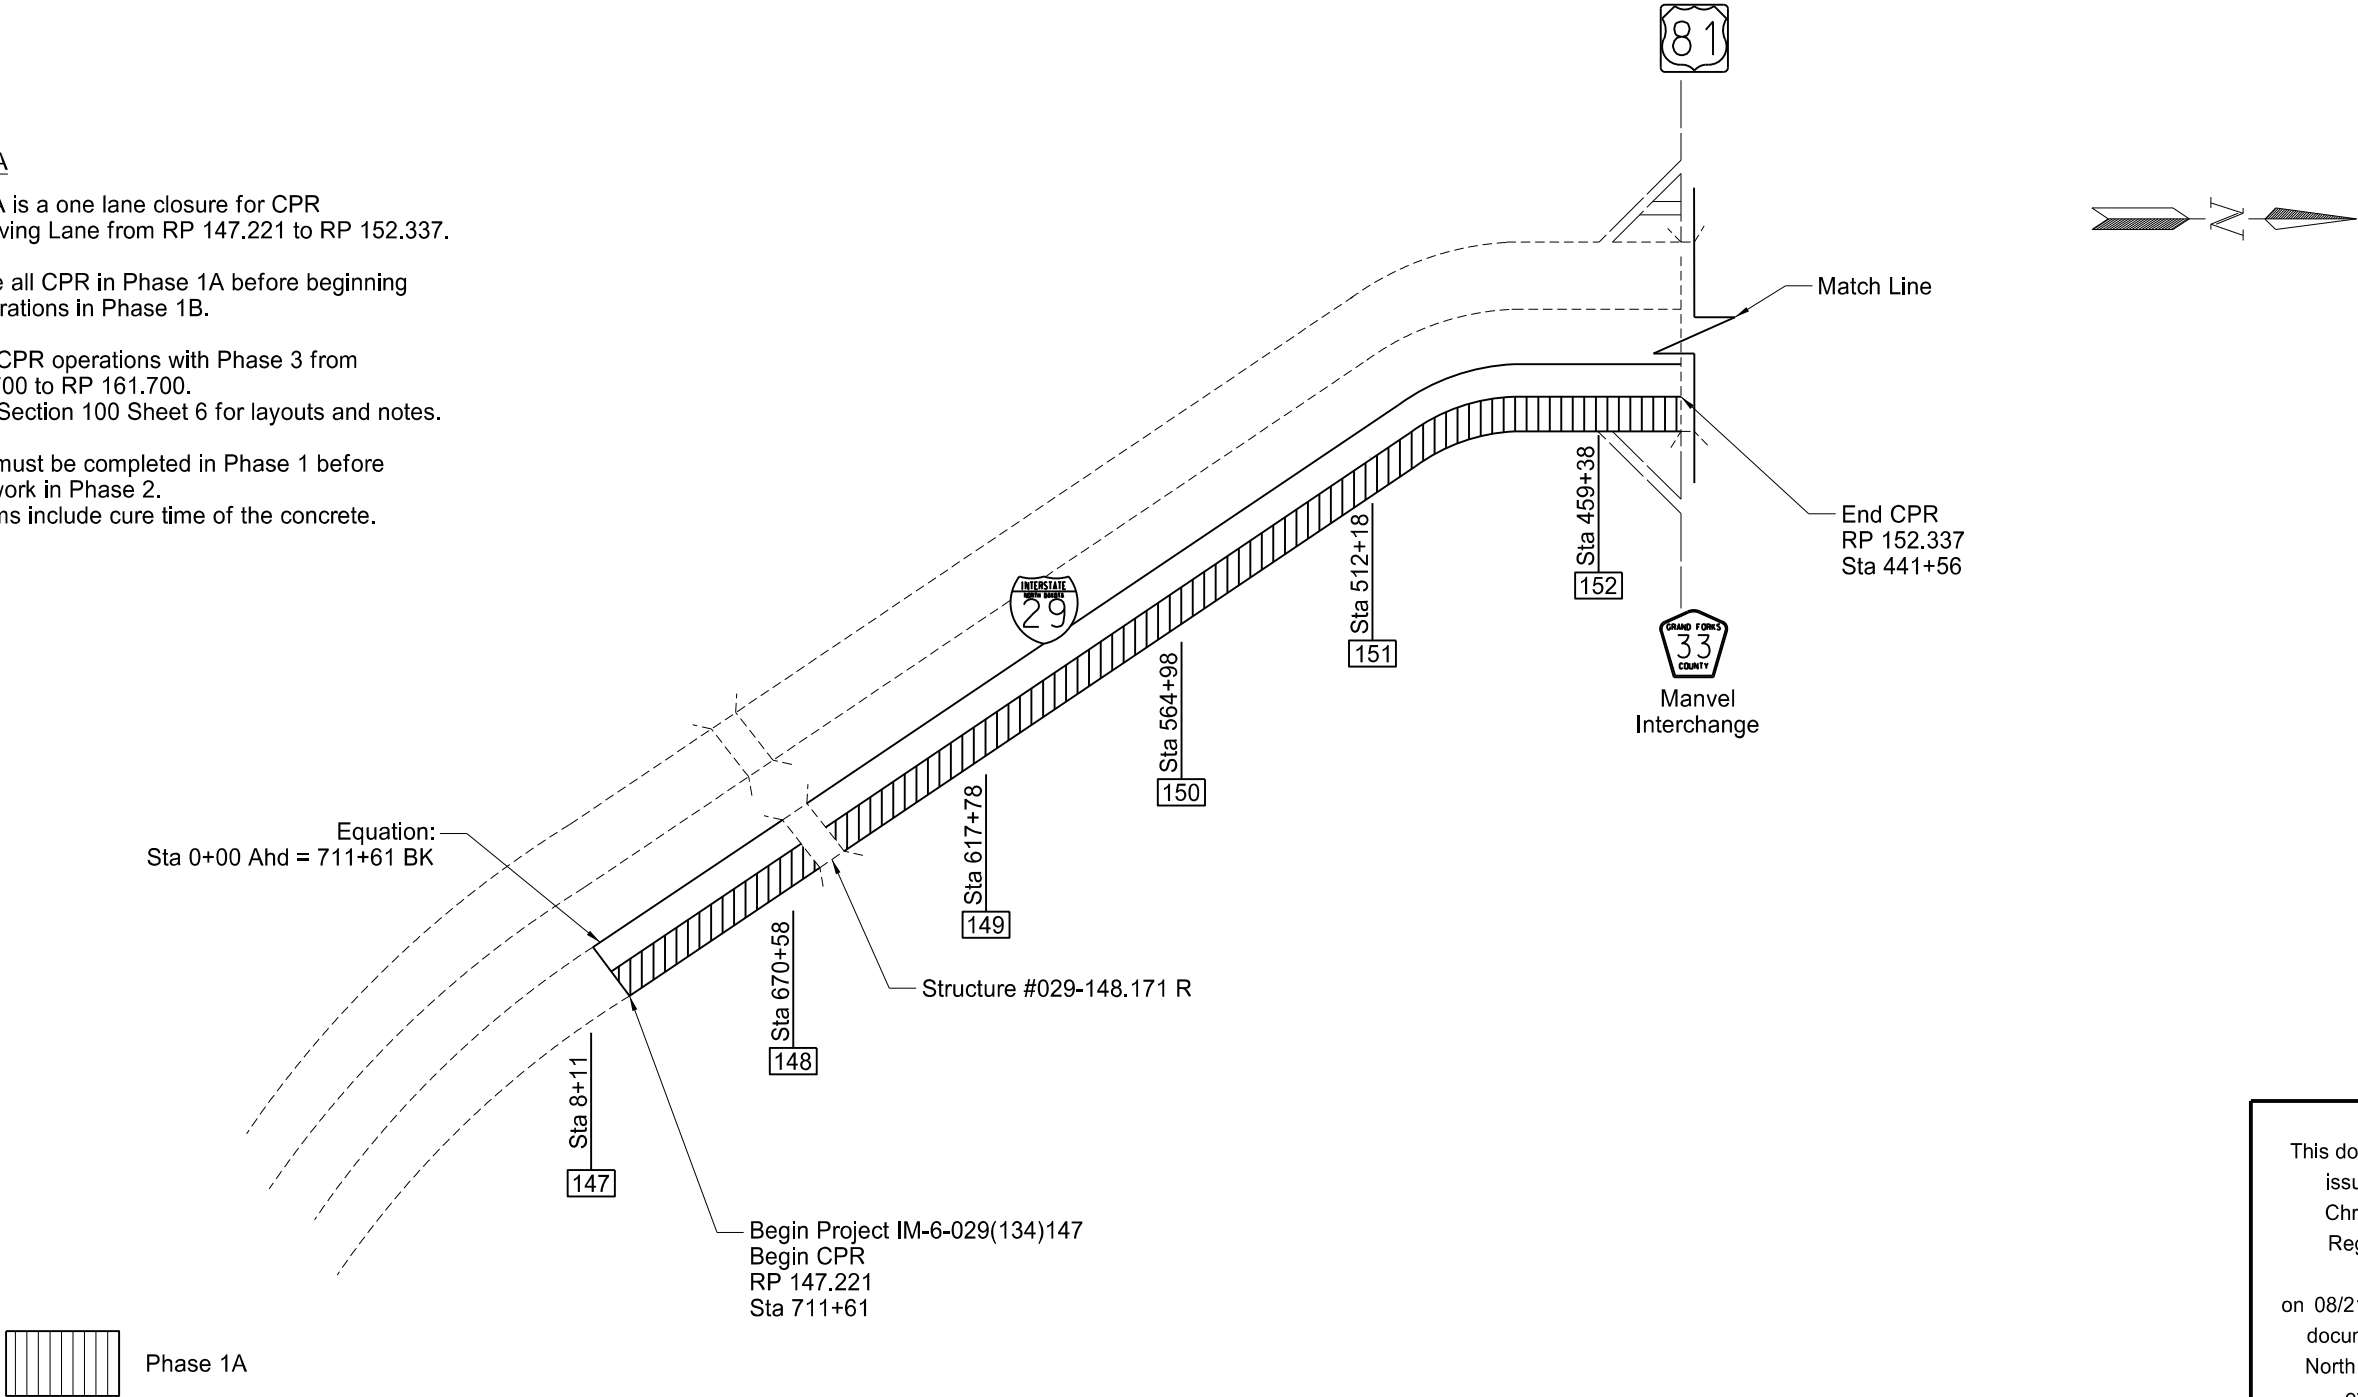 81
A
A is a one lane closure for CPR
ving Lane from RP 147.221 to RP 152.337.
e all CPR in Phase 1A before beginning
rations in Phase 1B.
CPR operations with Phase 3 from
700 to RP 161.700.
Section 100 Sheet 6 for layouts and notes.
must be completed in Phase 1 before
work in Phase 2.
ms include cure time of the concrete.
N
Match Line
End CPR
RP 152.337
Sta 441+56
Sta 459+38
152
Sta 512+18
151
INTERSTATE
NORTH DAKOTA
29
GRAND FORKS
33
COUNTY
Manvel
Interchange
Sta 564+98
150
Sta 617+78
149
Equation:
Sta 0+00 Ahd = 711+61 BK
Sta 670+58
148
Structure #029-148.171 R
Sta 8+11
147
Begin Project IM-6-029(134)147
Begin CPR
RP 147.221
Sta 711+61
Phase 1A
This do
issu
Chr
Reg
on 08/21
docur
North